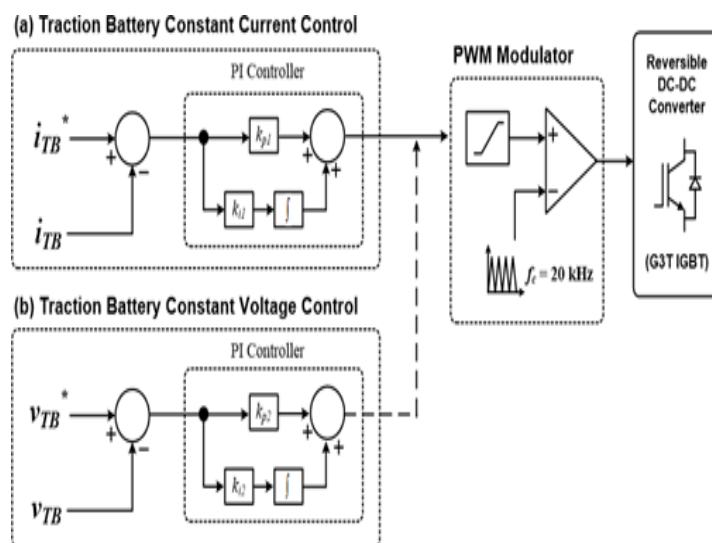 (a) Traction Battery Constant Current Control
PI Controller
i_TB*
+
−
i_TB
k_p1
+
+
k_i1
∫
PWM Modulator
+
−
f_c = 20 kHz
Reversible
DC-DC
Converter
(G3T IGBT)
(b) Traction Battery Constant Voltage Control
PI Controller
v_TB*
+
−
v_TB
k_p2
+
+
k_i2
∫